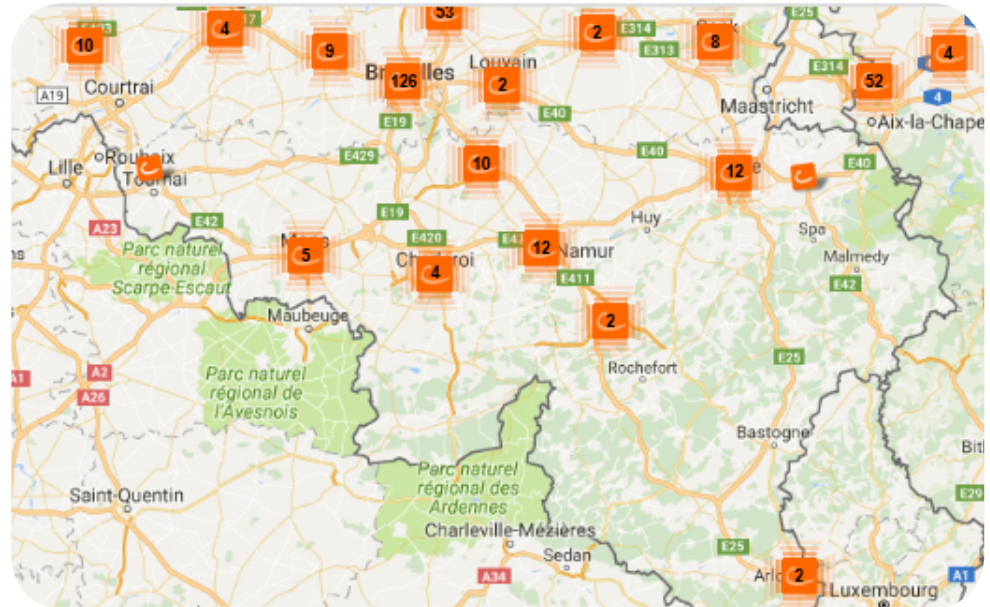 53
E403
17
4
10
9
2
E314
E313
8
E25
4
Louvain
126
2
E314
52
4
Courtrai
A19
Maastricht
E19
E40
Aix-la-Chape
E429
E40
E40
10
12
Lille
Roubaix
Tournai
E19
E42
Huy
Spa
A23
E420
12
Namur
Malmedy
5
4
E411
E42
Parc naturel
régional
Scarpe-Escaut
Maubeuge
2
A1
A2
A26
Parc naturel
régional de
l'Avesnois
E25
Rochefort
Bastogne
Parc naturel
régional des
Ardennes
Saint-Quentin
Charleville-Mézières
Sedan
E29
E25
A34
2
A1
Luxembourg